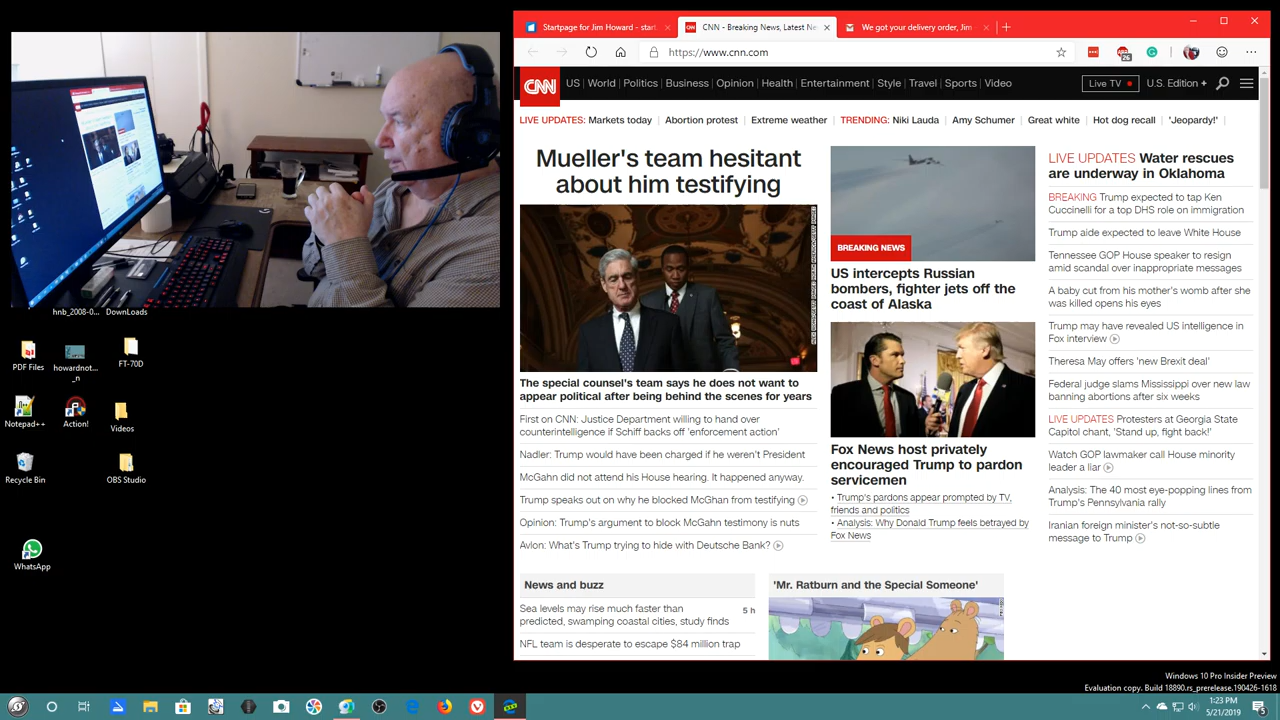 Startpage for Jim Howard - start
CNN - Breaking News, Latest Ne
We got your delivery order, Jim
https://www.cnn.com
26
CNN
US | World | Politics | Business | Opinion | Health | Entertainment | Style | Travel | Sports | Video
Live TV
U.S. Edition +
LIVE UPDATES: Markets today | Abortion protest | Extreme weather | TRENDING: Niki Lauda | Amy Schumer | Great white | Hot dog recall | 'Jeopardy!' |
Mueller's team hesitant
about him testifying
The special counsel's team says he does not want to
appear political after being behind the scenes for years
First on CNN: Justice Department willing to hand over
counterintelligence if Schiff backs off 'enforcement action'
Nadler: Trump would have been charged if he weren't President
McGahn did not attend his House hearing. It happened anyway.
Trump speaks out on why he blocked McGhan from testifying
Opinion: Trump's argument to block McGahn testimony is nuts
Avlon: What's Trump trying to hide with Deutsche Bank?
BREAKING NEWS
US intercepts Russian
bombers, fighter jets off the
coast of Alaska
Fox News host privately
encouraged Trump to pardon
servicemen
• Trump's pardons appear prompted by TV,
friends and politics
• Analysis: Why Donald Trump feels betrayed by
Fox News
LIVE UPDATES Water rescues
are underway in Oklahoma
BREAKING Trump expected to tap Ken
Cuccinelli for a top DHS role on immigration
Trump aide expected to leave White House
Tennessee GOP House speaker to resign
amid scandal over inappropriate messages
A baby cut from his mother's womb after she
was killed opens his eyes
Trump may have revealed US intelligence in
Fox interview
Theresa May offers 'new Brexit deal'
Federal judge slams Mississippi over new law
banning abortions after six weeks
LIVE UPDATES Protesters at Georgia State
Capitol chant, 'Stand up, fight back!'
Watch GOP lawmaker call House minority
leader a liar
Analysis: The 40 most eye-popping lines from
Trump's Pennsylvania rally
Iranian foreign minister's not-so-subtle
message to Trump
News and buzz
Sea levels may rise much faster than
predicted, swamping coastal cities, study finds
5 h
NFL team is desperate to escape $84 million trap
'Mr. Ratburn and the Special Someone'
hnb_2008-0...
DownLoads
PDF Files
howardnot...
_n
FT-70D
Notepad++
Action!
Videos
Recycle Bin
OBS Studio
WhatsApp
Windows 10 Pro Insider Preview
Evaluation copy. Build 18890.rs_prerelease.190426-1618
1:23 PM
5/21/2019
5